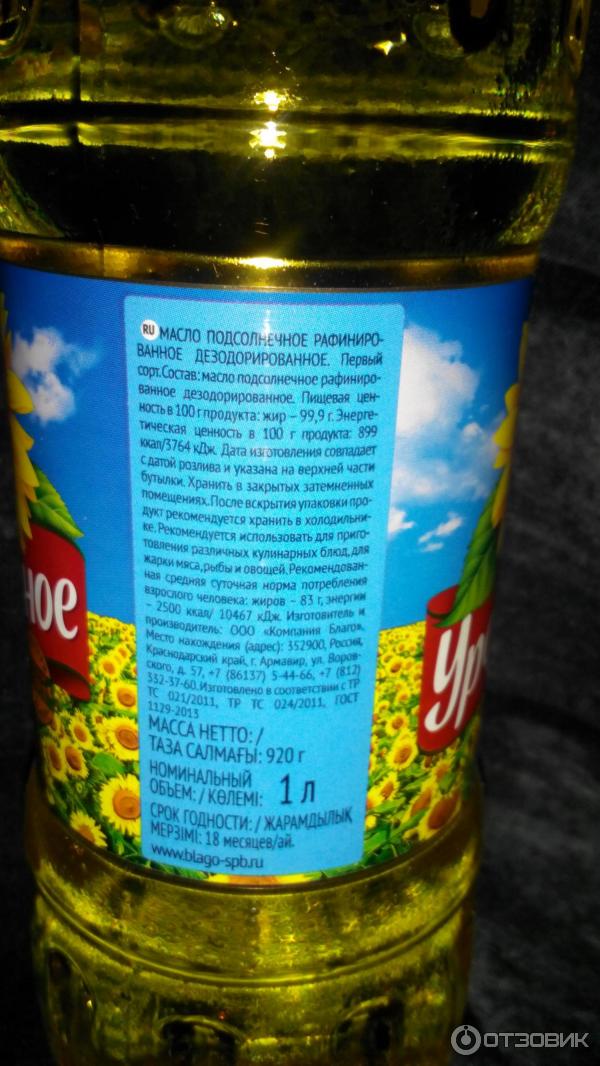 RU МАСЛО ПОДСОЛНЕЧНОЕ РАФИНИРО-
ВАННОЕ ДЕЗОДОРИРОВАННОЕ. Первый
сорт.Состав: масло подсолнечное рафиниро-
ванное дезодорированное. Пищевая цен-
ность в 100 г продукта: жир – 99,9 г. Энерге-
тическая ценность в 100 г продукта: 899
ккал/3764 кДж. Дата изготовления совпадает
с датой розлива и указана на верхней части
бутылки. Хранить в закрытых затемненных
помещениях. После вскрытия упаковки про-
дукт рекомендуется хранить в холодильни-
ке. Рекомендуется использовать для приго-
товления различных кулинарных блюд, для
жарки мяса, рыбы и овощей. Рекомендован-
ная средняя суточная норма потребления
взрослого человека: жиров – 83 г, энергии
– 2500 ккал/ 10467 кДж. Изготовитель и
производитель: ООО «Компания Благо».
Место нахождения (адрес): 352900, Россия,
Краснодарский край, г. Армавир, ул. Воров-
ского, д. 57, +7 (86137) 5-44-66, +7 (812)
332-37-60. Изготовлено в соответствии с ТР
ТС 021/2011, ТР ТС 024/2011, ГОСТ
1129-2013
МАССА НЕТТО: /
ТАЗА САЛМАҒЫ: 920 г
НОМИНАЛЬНЫЙ
ОБЪЕМ: / КӨЛЕМІ: 1 л
СРОК ГОДНОСТИ: / ЖАРАМДЫЛЫҚ
МЕРЗІМІ: 18 месяцев/ай.
www.blago-spb.ru
ное
Уро
ОТЗОВИК